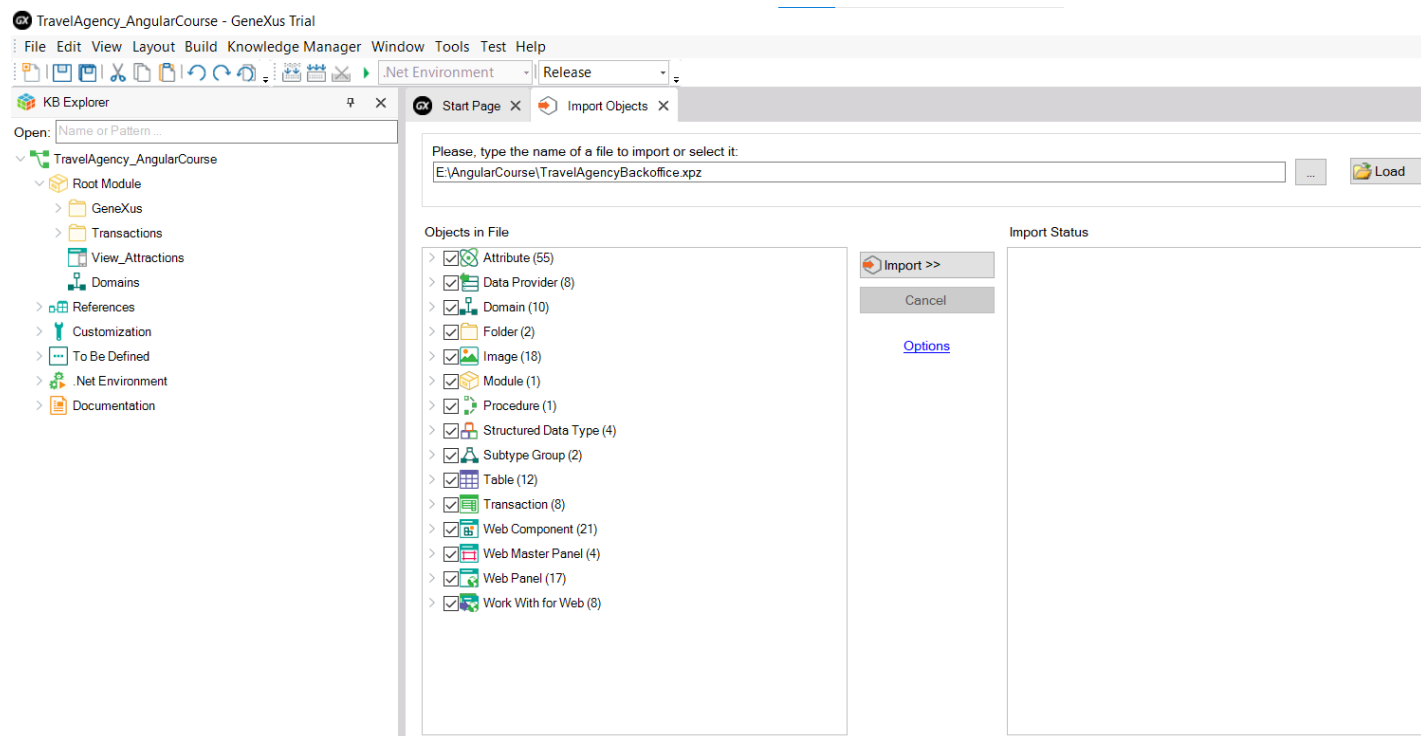 TravelAgency_AngularCourse - GeneXus Trial
File Edit View Layout Build Knowledge Manager Window Tools Test Help
.Net Environment Release
KB Explorer
Open: Name or Pattern ...
TravelAgency_AngularCourse
Root Module
GeneXus
Transactions
View_Attractions
Domains
References
Customization
To Be Defined
.Net Environment
Documentation
GX Start Page Import Objects
Please, type the name of a file to import or select it:
E:\AngularCourse\TravelAgencyBackoffice.xpz ... Load
Objects in File
Attribute (55)
Data Provider (8)
Domain (10)
Folder (2)
Image (18)
Module (1)
Procedure (1)
Structured Data Type (4)
Subtype Group (2)
Table (12)
Transaction (8)
Web Component (21)
Web Master Panel (4)
Web Panel (17)
Work With for Web (8)
Import >>
Cancel
Options
Import Status